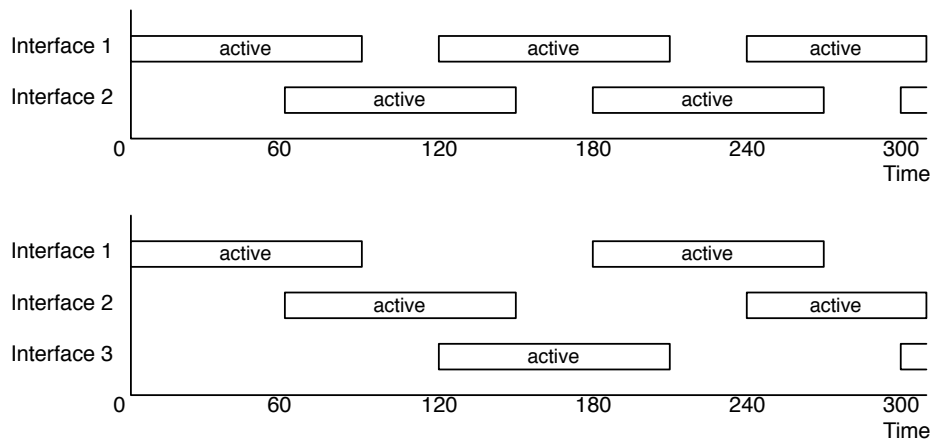 Interface 1 active active active
Interface 2 active active
0 60 120 180 240 300
Time
Interface 1 active active
Interface 2 active active
Interface 3 active
0 60 120 180 240 300
Time